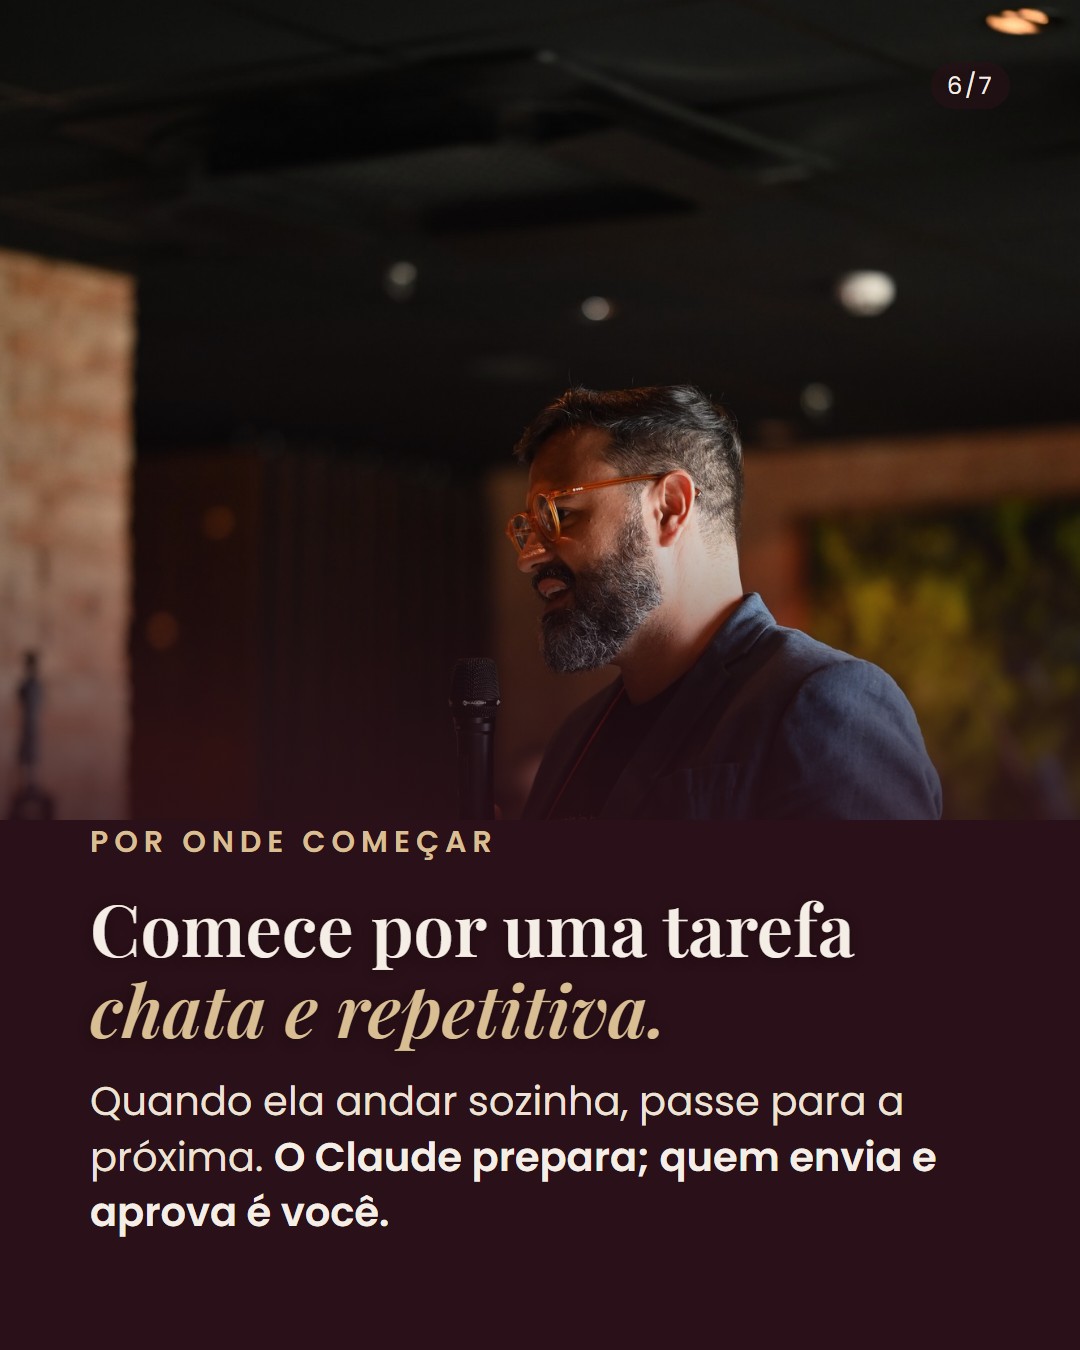 6/7
POR ONDE COMEÇAR
Comece por uma tarefa
chata e repetitiva.
Quando ela andar sozinha, passe para a
próxima. O Claude prepara; quem envia e
aprova é você.